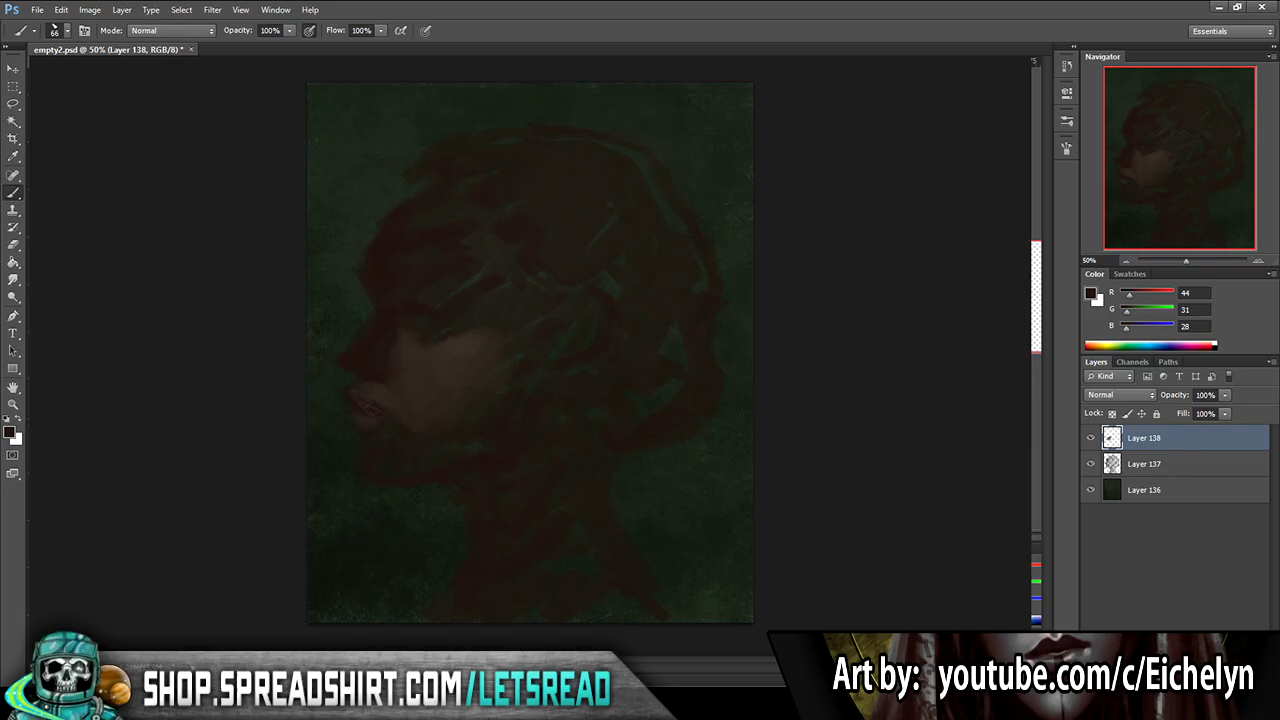 Ps File Edit Image Layer Type Select Filter View Window Help
66 Mode: Normal Opacity: 100% Flow: 100% Essentials
empty2.psd @ 50% (Layer 138, RGB/8) * ×
Navigator
50%
Color Swatches
R 44
G 31
B 28
Layers Channels Paths
Kind T
Normal Opacity: 100%
Lock: Fill: 100%
Layer 138
Layer 137
Layer 136
T
SHOP.SPREADSHIRT.COM/LETSREAD
Art by: youtube.com/c/Eichelyn